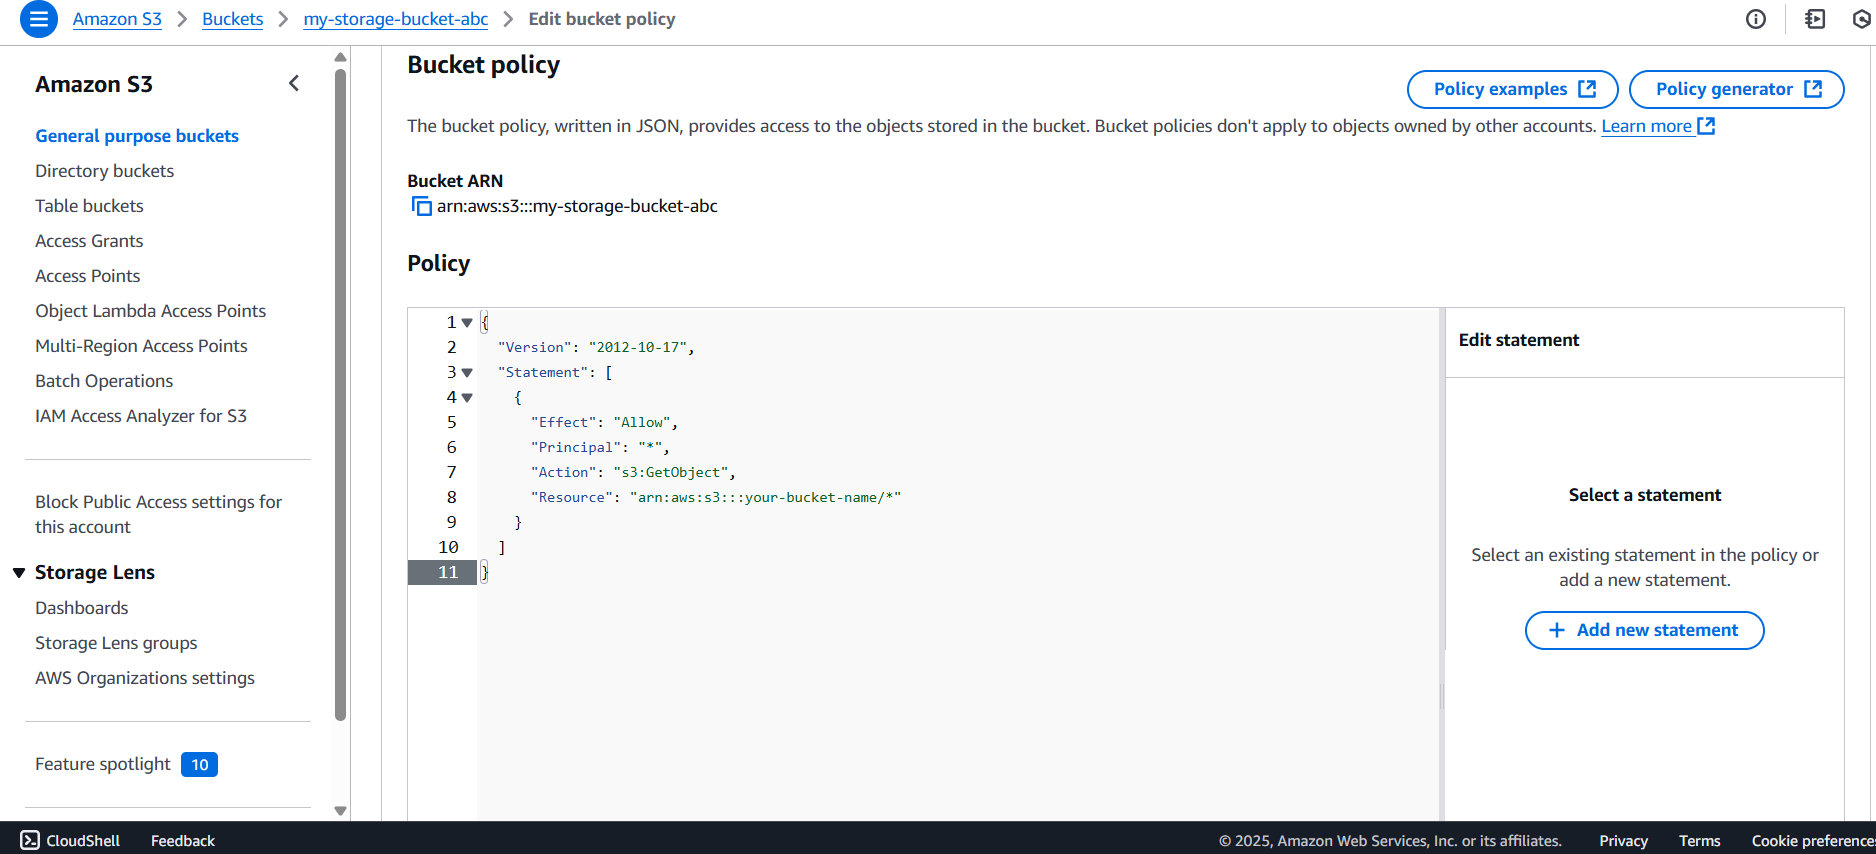 Amazon S3 > Buckets > my-storage-bucket-abc > Edit bucket policy
Amazon S3
General purpose buckets
Directory buckets
Table buckets
Access Grants
Access Points
Object Lambda Access Points
Multi-Region Access Points
Batch Operations
IAM Access Analyzer for S3
Block Public Access settings for
this account
Storage Lens
Dashboards
Storage Lens groups
AWS Organizations settings
Feature spotlight 10
Bucket policy
Policy examples
Policy generator
The bucket policy, written in JSON, provides access to the objects stored in the bucket. Bucket policies don't apply to objects owned by other accounts. Learn more
Bucket ARN
arn:aws:s3:::my-storage-bucket-abc
Policy
1 {
2 "Version": "2012-10-17",
3 "Statement": [
4 {
5 "Effect": "Allow",
6 "Principal": "*",
7 "Action": "s3:GetObject",
8 "Resource": "arn:aws:s3:::your-bucket-name/*"
9 }
10 ]
11 }
Edit statement
Select a statement
Select an existing statement in the policy or
add a new statement.
+ Add new statement
CloudShell Feedback
© 2025, Amazon Web Services, Inc. or its affiliates. Privacy Terms Cookie preference